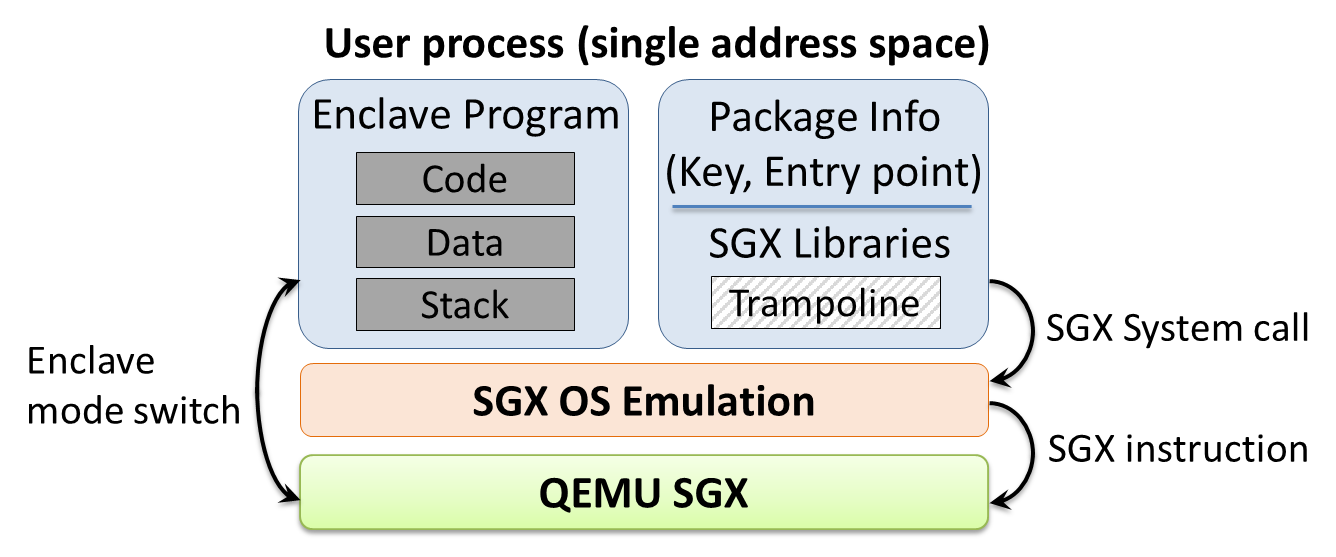 User process (single address space)
Enclave Program
Code
Data
Stack
Package Info
(Key, Entry point)
SGX Libraries
Trampoline
Enclave
mode switch
SGX System call
SGX OS Emulation
SGX instruction
QEMU SGX